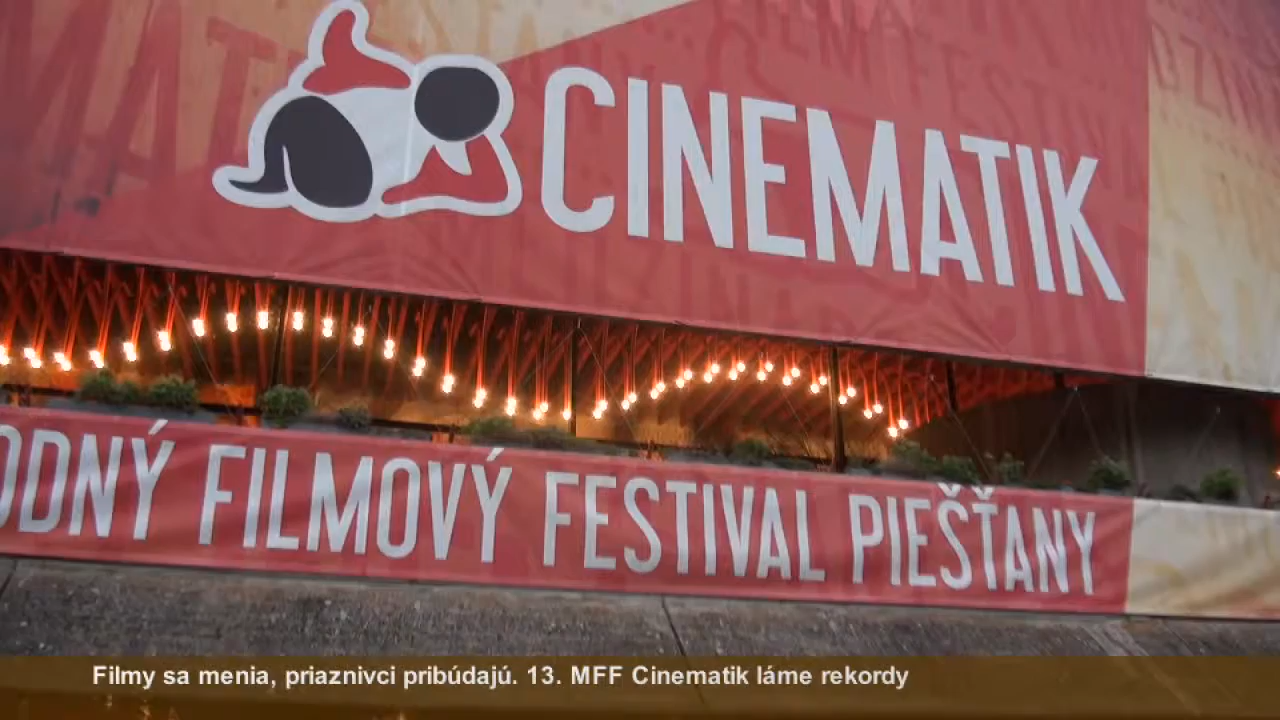 CINEMATIK
ODNÝ FILMOVÝ FESTIVAL PIEŠŤANY
Filmy sa menia, priaznivci pribúdajú. 13. MFF Cinematik láme rekordy